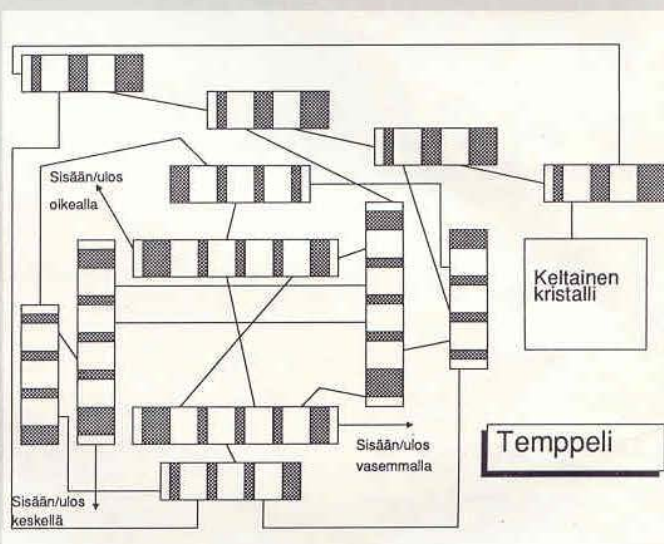 Sisään/ulos
oikealla
Keltainen
kristalli
Temppeli
Sisään/ulos
vasemmalla
Sisään/ulos
keskellä